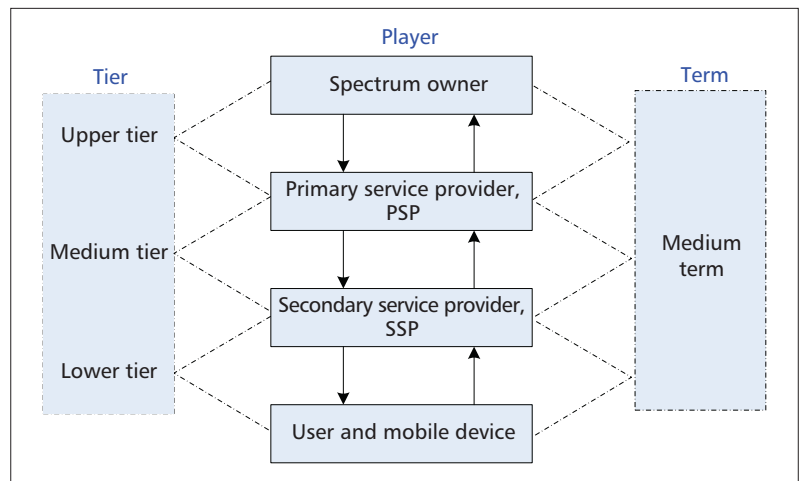 Player
Tier
Term
Spectrum owner
Upper tier
Primary service provider,
PSP
Medium tier
Medium
term
Secondary service provider,
SSP
Lower tier
User and mobile device